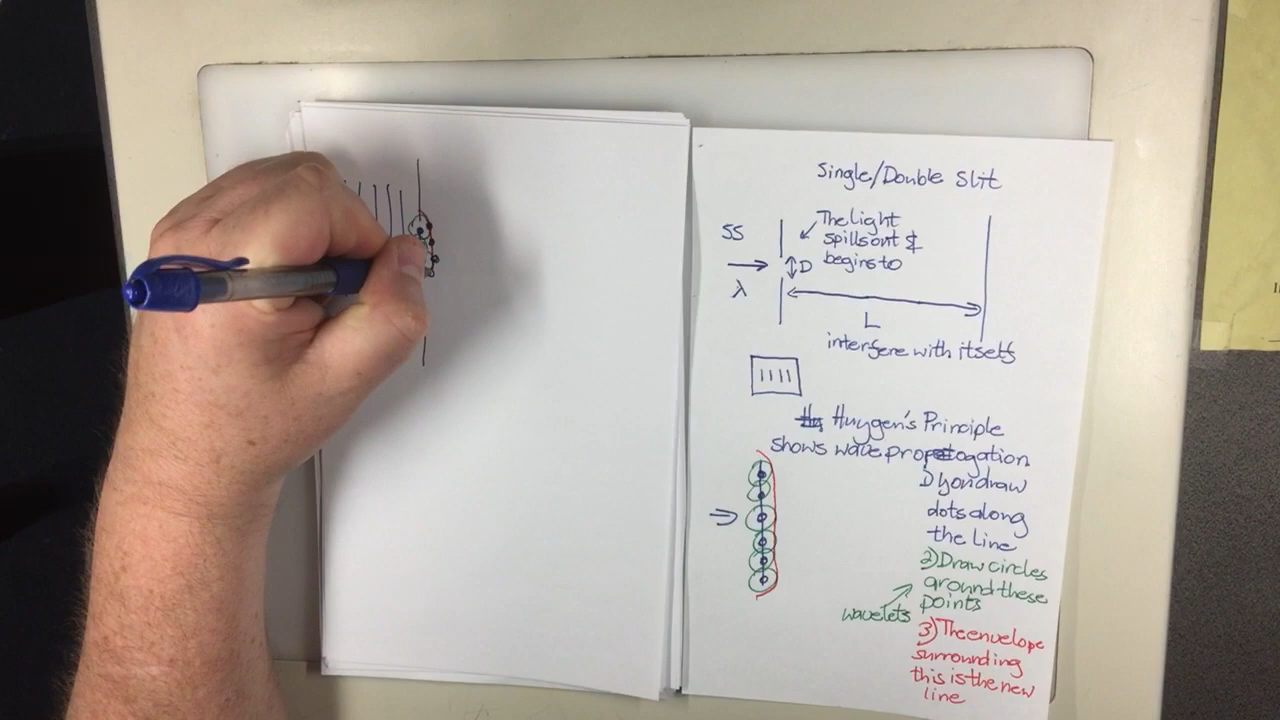 Single/Double Slit
SS
The light
spills out &
begins to
D
λ
L
interfere with itself
Huygen's Principle
shows wave propogation
1) you draw
dots along
the line
2) Draw circles
around these
points
wavelets
3) The envelope
surrounding
this is the new
line